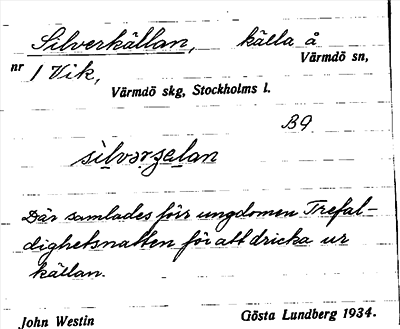 Silverkällan, källa å
Värmdö sn,
nr 1 Vik,
Värmdö skg, Stockholms l.
B9
silvərʒalan
Där samlades förr ungdomen Trefal-
dighetsnatten för att dricka ur
källan.
John Westin Gösta Lundberg 1934.